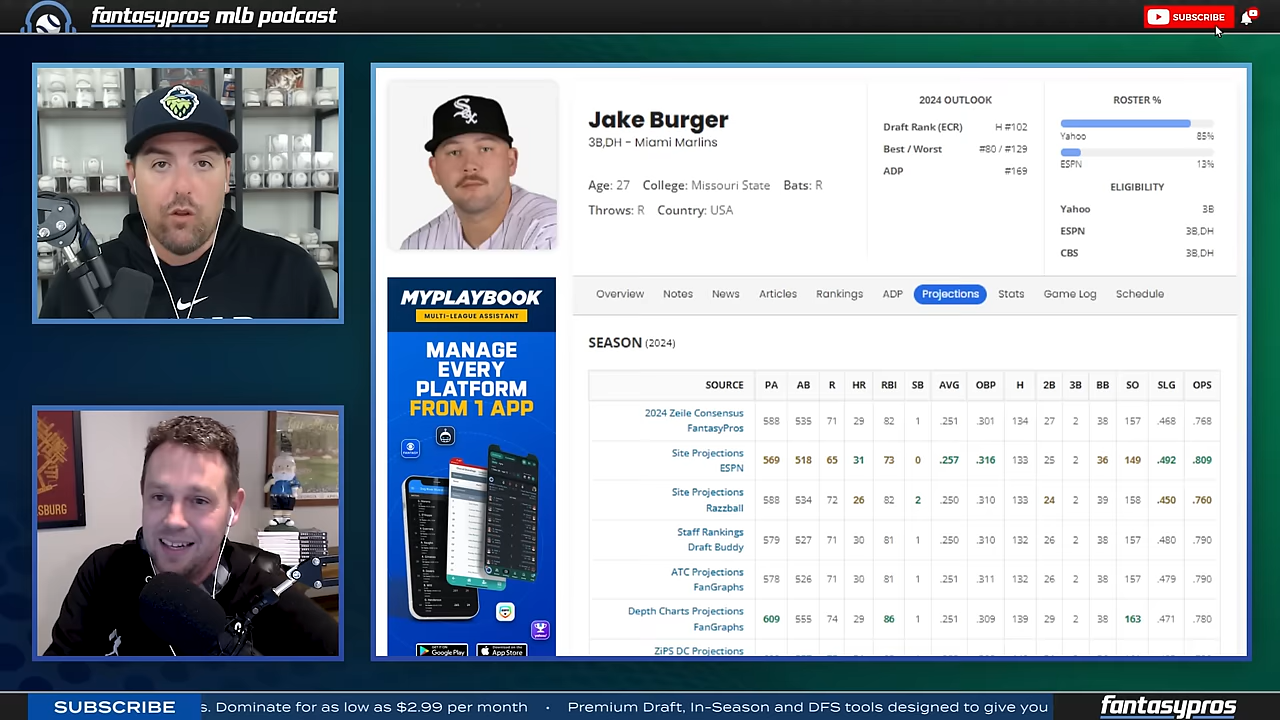 fantasypros mlb podcast
SUBSCRIBE
Jake Burger
3B,DH - Miami Marlins
Age: 27 College: Missouri State Bats: R
Throws: R Country: USA
2024 OUTLOOK
Draft Rank (ECR) H #102
Best / Worst #80 / #129
ADP #169
ROSTER %
Yahoo 85%
ESPN 13%
ELIGIBILITY
Yahoo 3B
ESPN 3B,DH
CBS 3B,DH
Overview Notes News Articles Rankings ADP Projections Stats Game Log Schedule
SEASON (2024)
SOURCE PA AB R HR RBI SB AVG OBP H 2B 3B BB SO SLG OPS
2024 Zeile Consensus
FantasyPros 588 535 71 29 82 1 .251 .301 134 27 2 38 157 .468 .768
Site Projections
ESPN 569 518 65 31 73 0 .257 .316 133 25 2 36 149 .492 .809
Site Projections
Razzball 588 534 72 26 82 2 .250 .310 133 24 2 39 158 .450 .760
Staff Rankings
Draft Buddy 579 527 71 30 81 1 .250 .310 132 26 2 38 157 .480 .790
ATC Projections
FanGraphs 578 526 71 30 81 1 .251 .311 132 26 2 38 157 .479 .790
Depth Charts Projections
FanGraphs 609 555 74 29 86 1 .251 .309 139 29 2 38 163 .471 .780
ZiPS DC Projections
MYPLAYBOOK
MULTI-LEAGUE ASSISTANT
MANAGE
EVERY
PLATFORM
FROM 1 APP
GET IT ON
Google Play
App Store
SBURG
SUBSCRIBE
s. Dominate for as low as $2.99 per month • Premium Draft, In-Season and DFS tools designed to give you
fantasypros